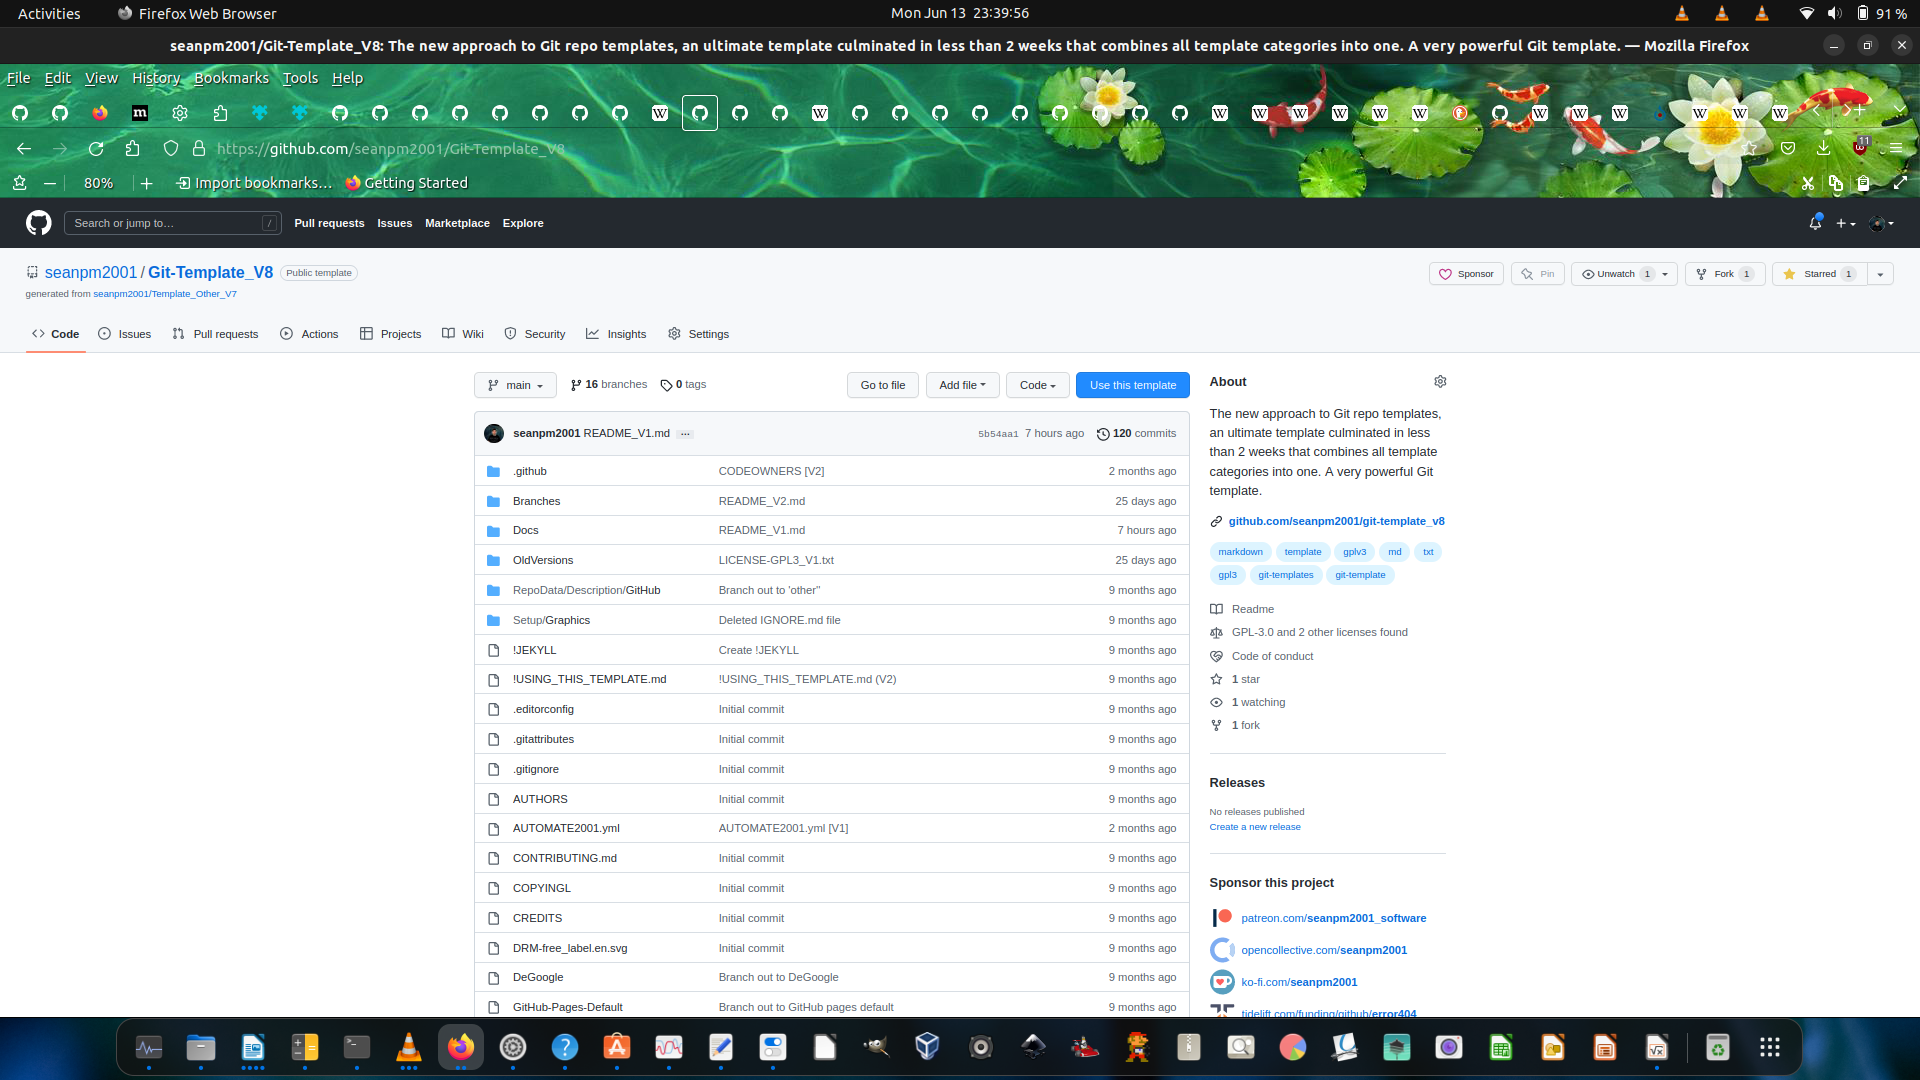 Activities Firefox Web Browser Mon Jun 13 23:39:56 91 %
seanpm2001/Git-Template_V8: The new approach to Git repo templates, an ultimate template culminated in less than 2 weeks that combines all template categories into one. A very powerful Git template. — Mozilla Firefox
File Edit View History Bookmarks Tools Help
https://github.com/seanpm2001/Git-Template_V8 11
80% Import bookmarks… Getting Started
Search or jump to… / Pull requests Issues Marketplace Explore
seanpm2001 / Git-Template_V8 Public template Sponsor Pin Unwatch 1 Fork 1 Starred 1
generated from seanpm2001/Template_Other_V7
Code Issues Pull requests Actions Projects Wiki Security Insights Settings
main 16 branches 0 tags Go to file Add file Code Use this template
seanpm2001 README_V1.md ... 5b54aa1 7 hours ago 120 commits
.github CODEOWNERS [V2] 2 months ago
Branches README_V2.md 25 days ago
Docs README_V1.md 7 hours ago
OldVersions LICENSE-GPL3_V1.txt 25 days ago
RepoData/Description/GitHub Branch out to 'other'' 9 months ago
Setup/Graphics Deleted IGNORE.md file 9 months ago
!JEKYLL Create !JEKYLL 9 months ago
!USING_THIS_TEMPLATE.md !USING_THIS_TEMPLATE.md (V2) 9 months ago
.editorconfig Initial commit 9 months ago
.gitattributes Initial commit 9 months ago
.gitignore Initial commit 9 months ago
AUTHORS Initial commit 9 months ago
AUTOMATE2001.yml AUTOMATE2001.yml [V1] 2 months ago
CONTRIBUTING.md Initial commit 9 months ago
COPYINGL Initial commit 9 months ago
CREDITS Initial commit 9 months ago
DRM-free_label.en.svg Initial commit 9 months ago
DeGoogle Branch out to DeGoogle 9 months ago
GitHub-Pages-Default Branch out to GitHub pages default 9 months ago
About
The new approach to Git repo templates,
an ultimate template culminated in less
than 2 weeks that combines all template
categories into one. A very powerful Git
template.
github.com/seanpm2001/git-template_v8
markdown template gplv3 md txt
gpl3 git-templates git-template
Readme
GPL-3.0 and 2 other licenses found
Code of conduct
1 star
1 watching
1 fork
Releases
No releases published
Create a new release
Sponsor this project
patreon.com/seanpm2001_software
opencollective.com/seanpm2001
ko-fi.com/seanpm2001
tidelift.com/funding/github/error404